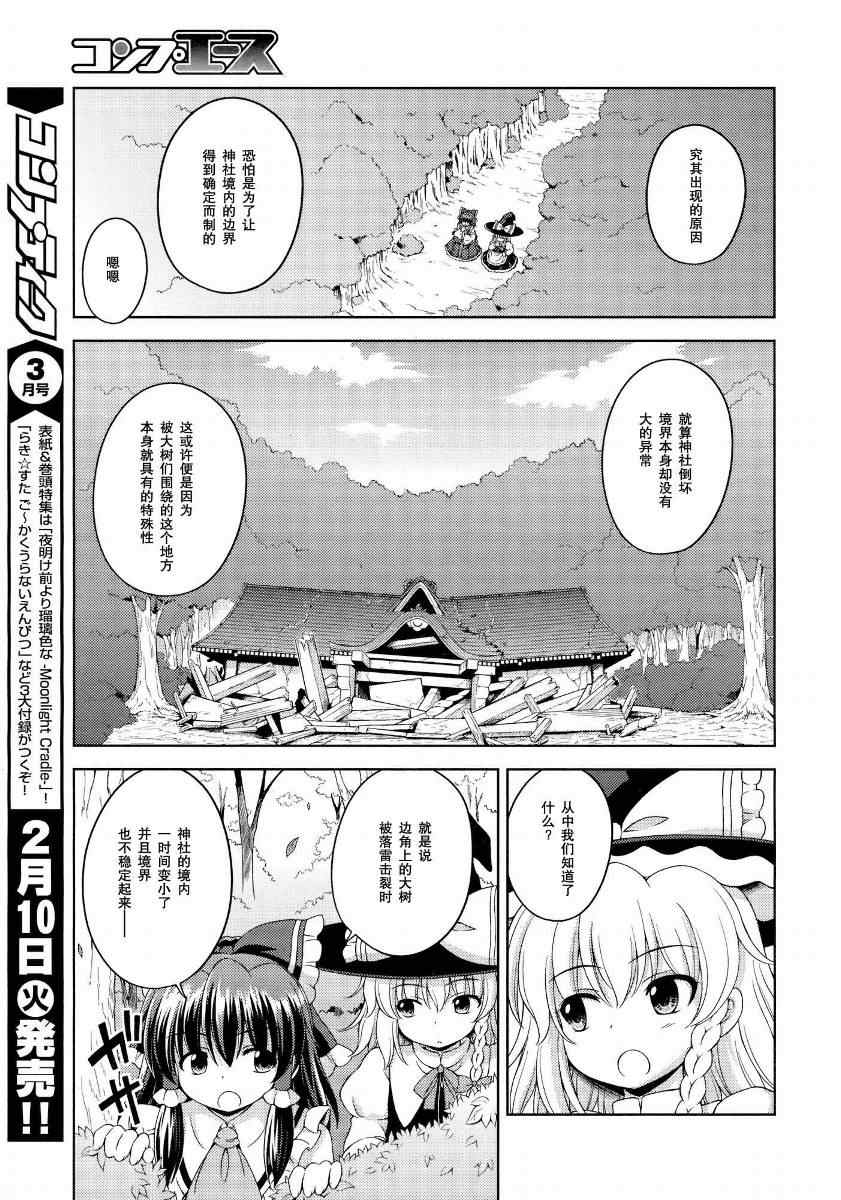 コンプ・エース
究其出现的原因
恐怕是为了让
神社境内的边界
得到确定而制的
嗯嗯
就算神社倒坏
境界本身却没有
大的异常
这或许便是因为
被大树们围绕的这个地方
本身就具有的特殊性
从中我们知道了
什么？
就是说
边角上的大树
被落雷击裂时
神社的境内
一时间变小了
并且境界
也不稳定起来——
ガサ
コンプティーク
3
月号
表紙&巻頭特集は「夜明け前より瑠璃色な -Moonlight Cradle-」！
「らき☆すた ご～かくうらないえんぴつ」など3大付録がつくぞ！
2月10日㊋発売!!